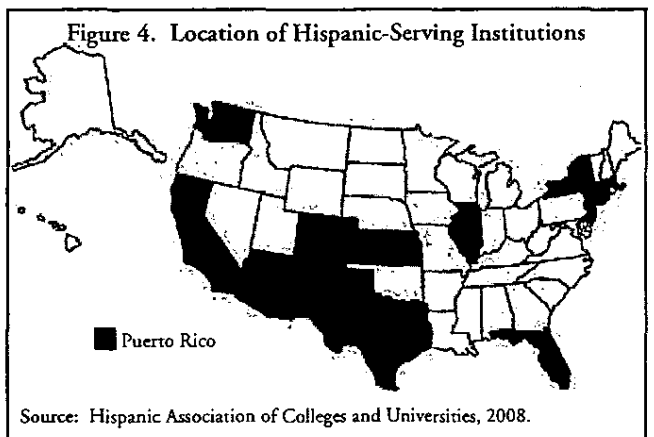 Figure 4. Location of Hispanic-Serving Institutions
Puerto Rico
Source: Hispanic Association of Colleges and Universities, 2008.